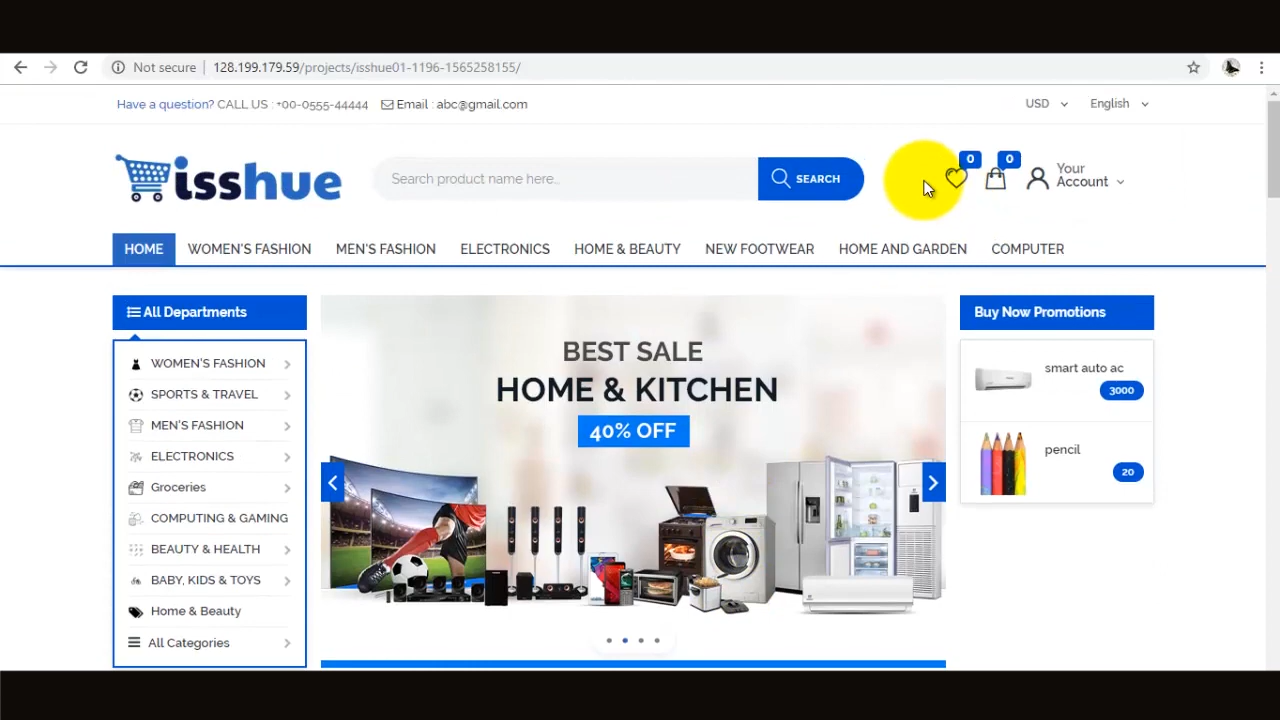 Not secure
128.199.179.59/projects/isshue01-1196-1565258155/
Have a question? CALL US : +00-0555-44444
Email : abc@gmail.com
USD
English
isshue
Search product name here..
SEARCH
0
0
Your
Account
HOME
WOMEN'S FASHION
MEN'S FASHION
ELECTRONICS
HOME & BEAUTY
NEW FOOTWEAR
HOME AND GARDEN
COMPUTER
All Departments
WOMEN'S FASHION
SPORTS & TRAVEL
MEN'S FASHION
ELECTRONICS
Groceries
COMPUTING & GAMING
BEAUTY & HEALTH
BABY, KIDS & TOYS
Home & Beauty
All Categories
BEST SALE
HOME & KITCHEN
40% OFF
Buy Now Promotions
smart auto ac
3000
pencil
20